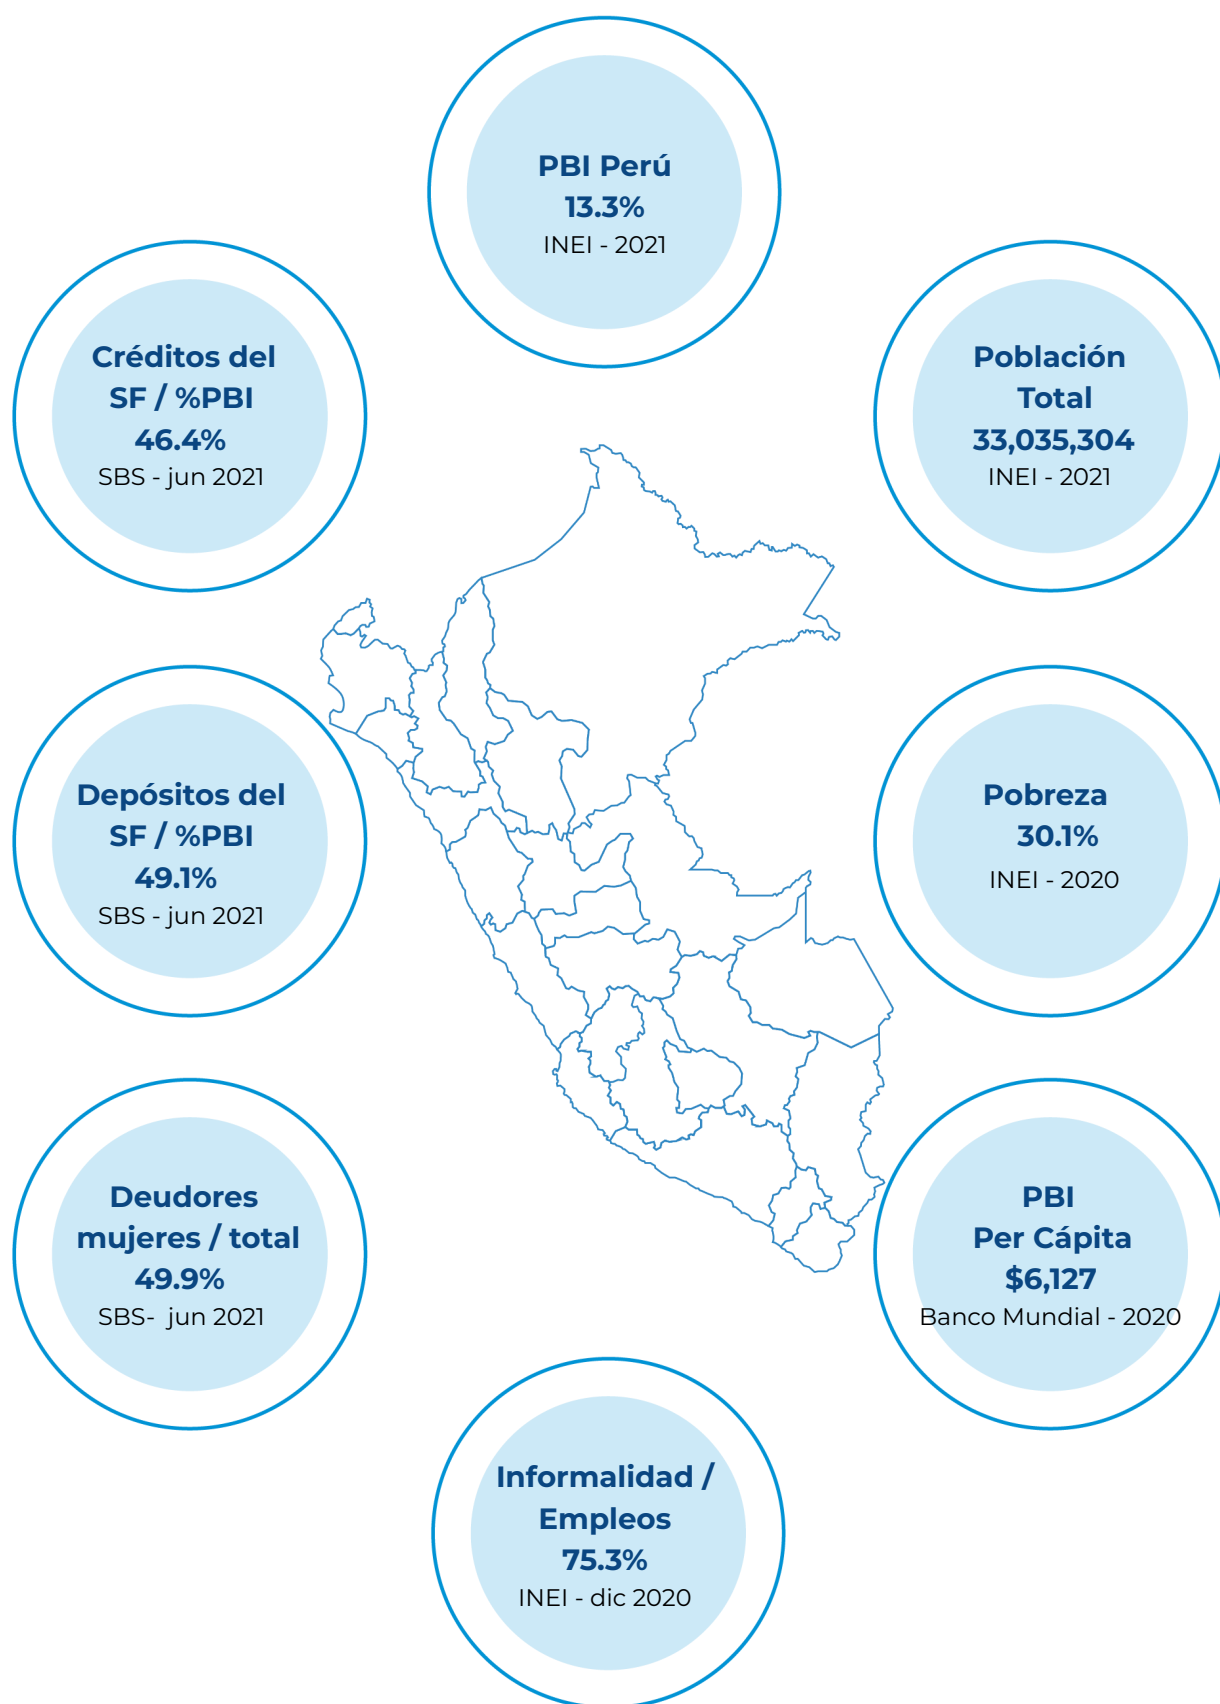 PBI Perú
13.3%
INEI - 2021
Créditos del
SF / %PBI
46.4%
SBS - jun 2021
Población
Total
33,035,304
INEI - 2021
Depósitos del
SF / %PBI
49.1%
SBS - jun 2021
Pobreza
30.1%
INEI - 2020
Deudores
mujeres / total
49.9%
SBS-  jun 2021
PBI
Per Cápita
$6,127
Banco Mundial - 2020
Informalidad /
Empleos
75.3%
INEI - dic 2020